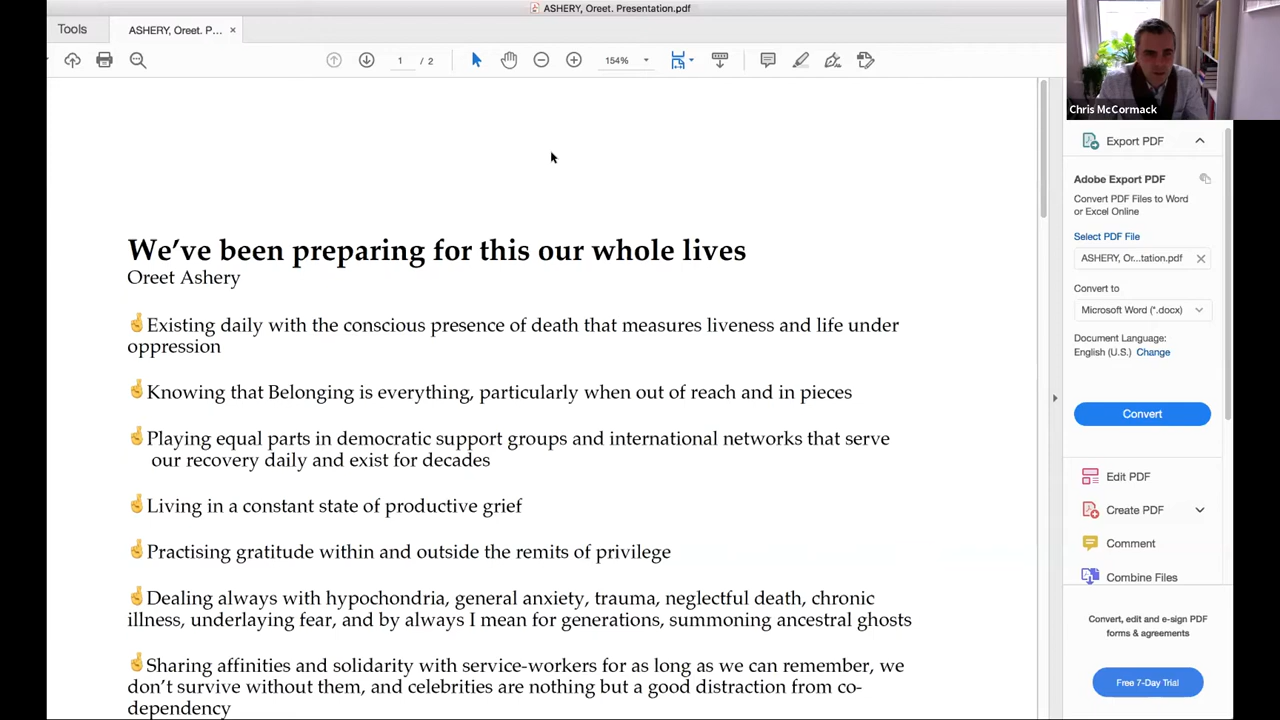 ASHERY, Oreet. Presentation.pdf
Tools
ASHERY, Oreet. P... ×
1 / 2
154%
Chris McCormack
Export PDF
Adobe Export PDF
Convert PDF Files to Word
or Excel Online
Select PDF File
ASHERY, Or...tation.pdf
Convert to
Microsoft Word (*.docx)
Document Language:
English (U.S.) Change
Convert
Edit PDF
Create PDF
Comment
Combine Files
Convert, edit and e-sign PDF
forms & agreements
Free 7-Day Trial
We’ve been preparing for this our whole lives
Oreet Ashery
🤞Existing daily with the conscious presence of death that measures liveness and life under
oppression
🤞Knowing that Belonging is everything, particularly when out of reach and in pieces
🤞Playing equal parts in democratic support groups and international networks that serve
our recovery daily and exist for decades
🤞Living in a constant state of productive grief
🤞Practising gratitude within and outside the remits of privilege
🤞Dealing always with hypochondria, general anxiety, trauma, neglectful death, chronic
illness, underlaying fear, and by always I mean for generations, summoning ancestral ghosts
🤞Sharing affinities and solidarity with service-workers for as long as we can remember, we
don’t survive without them, and celebrities are nothing but a good distraction from co-
dependency